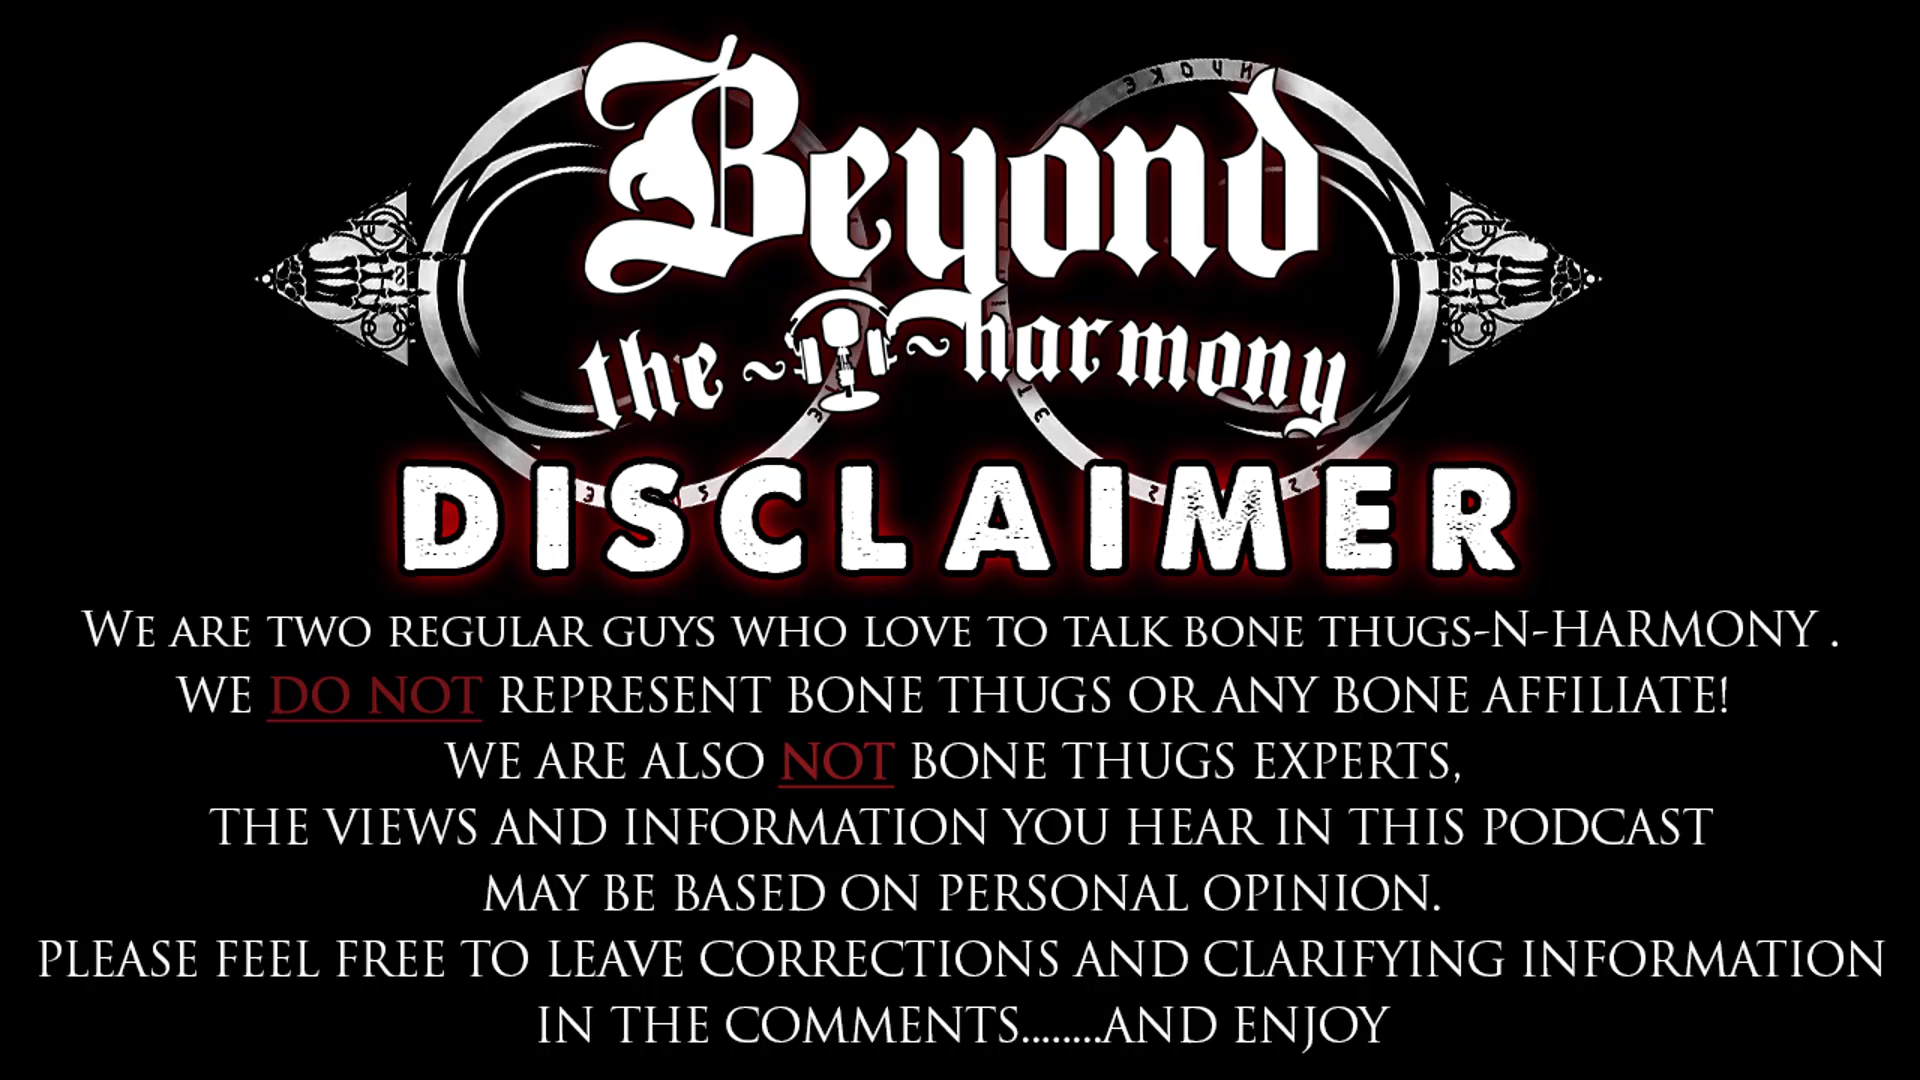 Beyond
the harmony
DISCLAIMER
WE ARE TWO REGULAR GUYS WHO LOVE TO TALK BONE THUGS-N-HARMONY .
WE DO NOT REPRESENT BONE THUGS OR ANY BONE AFFILIATE!
WE ARE ALSO NOT BONE THUGS EXPERTS,
THE VIEWS AND INFORMATION YOU HEAR IN THIS PODCAST
MAY BE BASED ON PERSONAL OPINION.
PLEASE FEEL FREE TO LEAVE CORRECTIONS AND CLARIFYING INFORMATION
IN THE COMMENTS........AND ENJOY